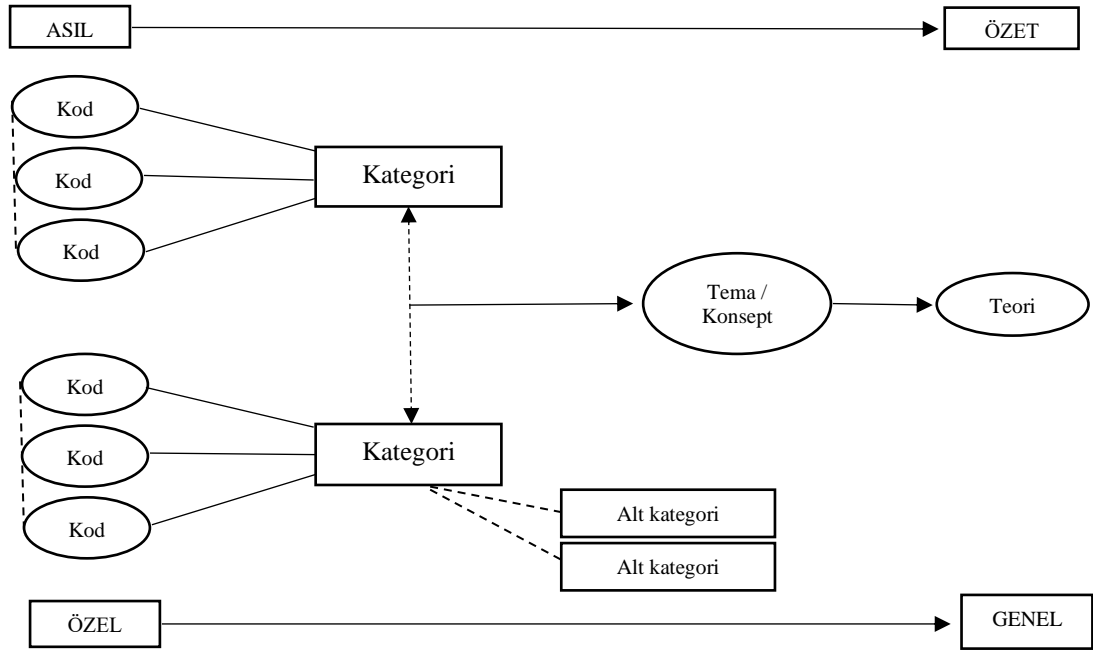 ASIL
ÖZET
Kod
Kod
Kod
Kategori
Tema /
Konsept
Teori
Kod
Kod
Kod
Kategori
Alt kategori
Alt kategori
ÖZEL
GENEL